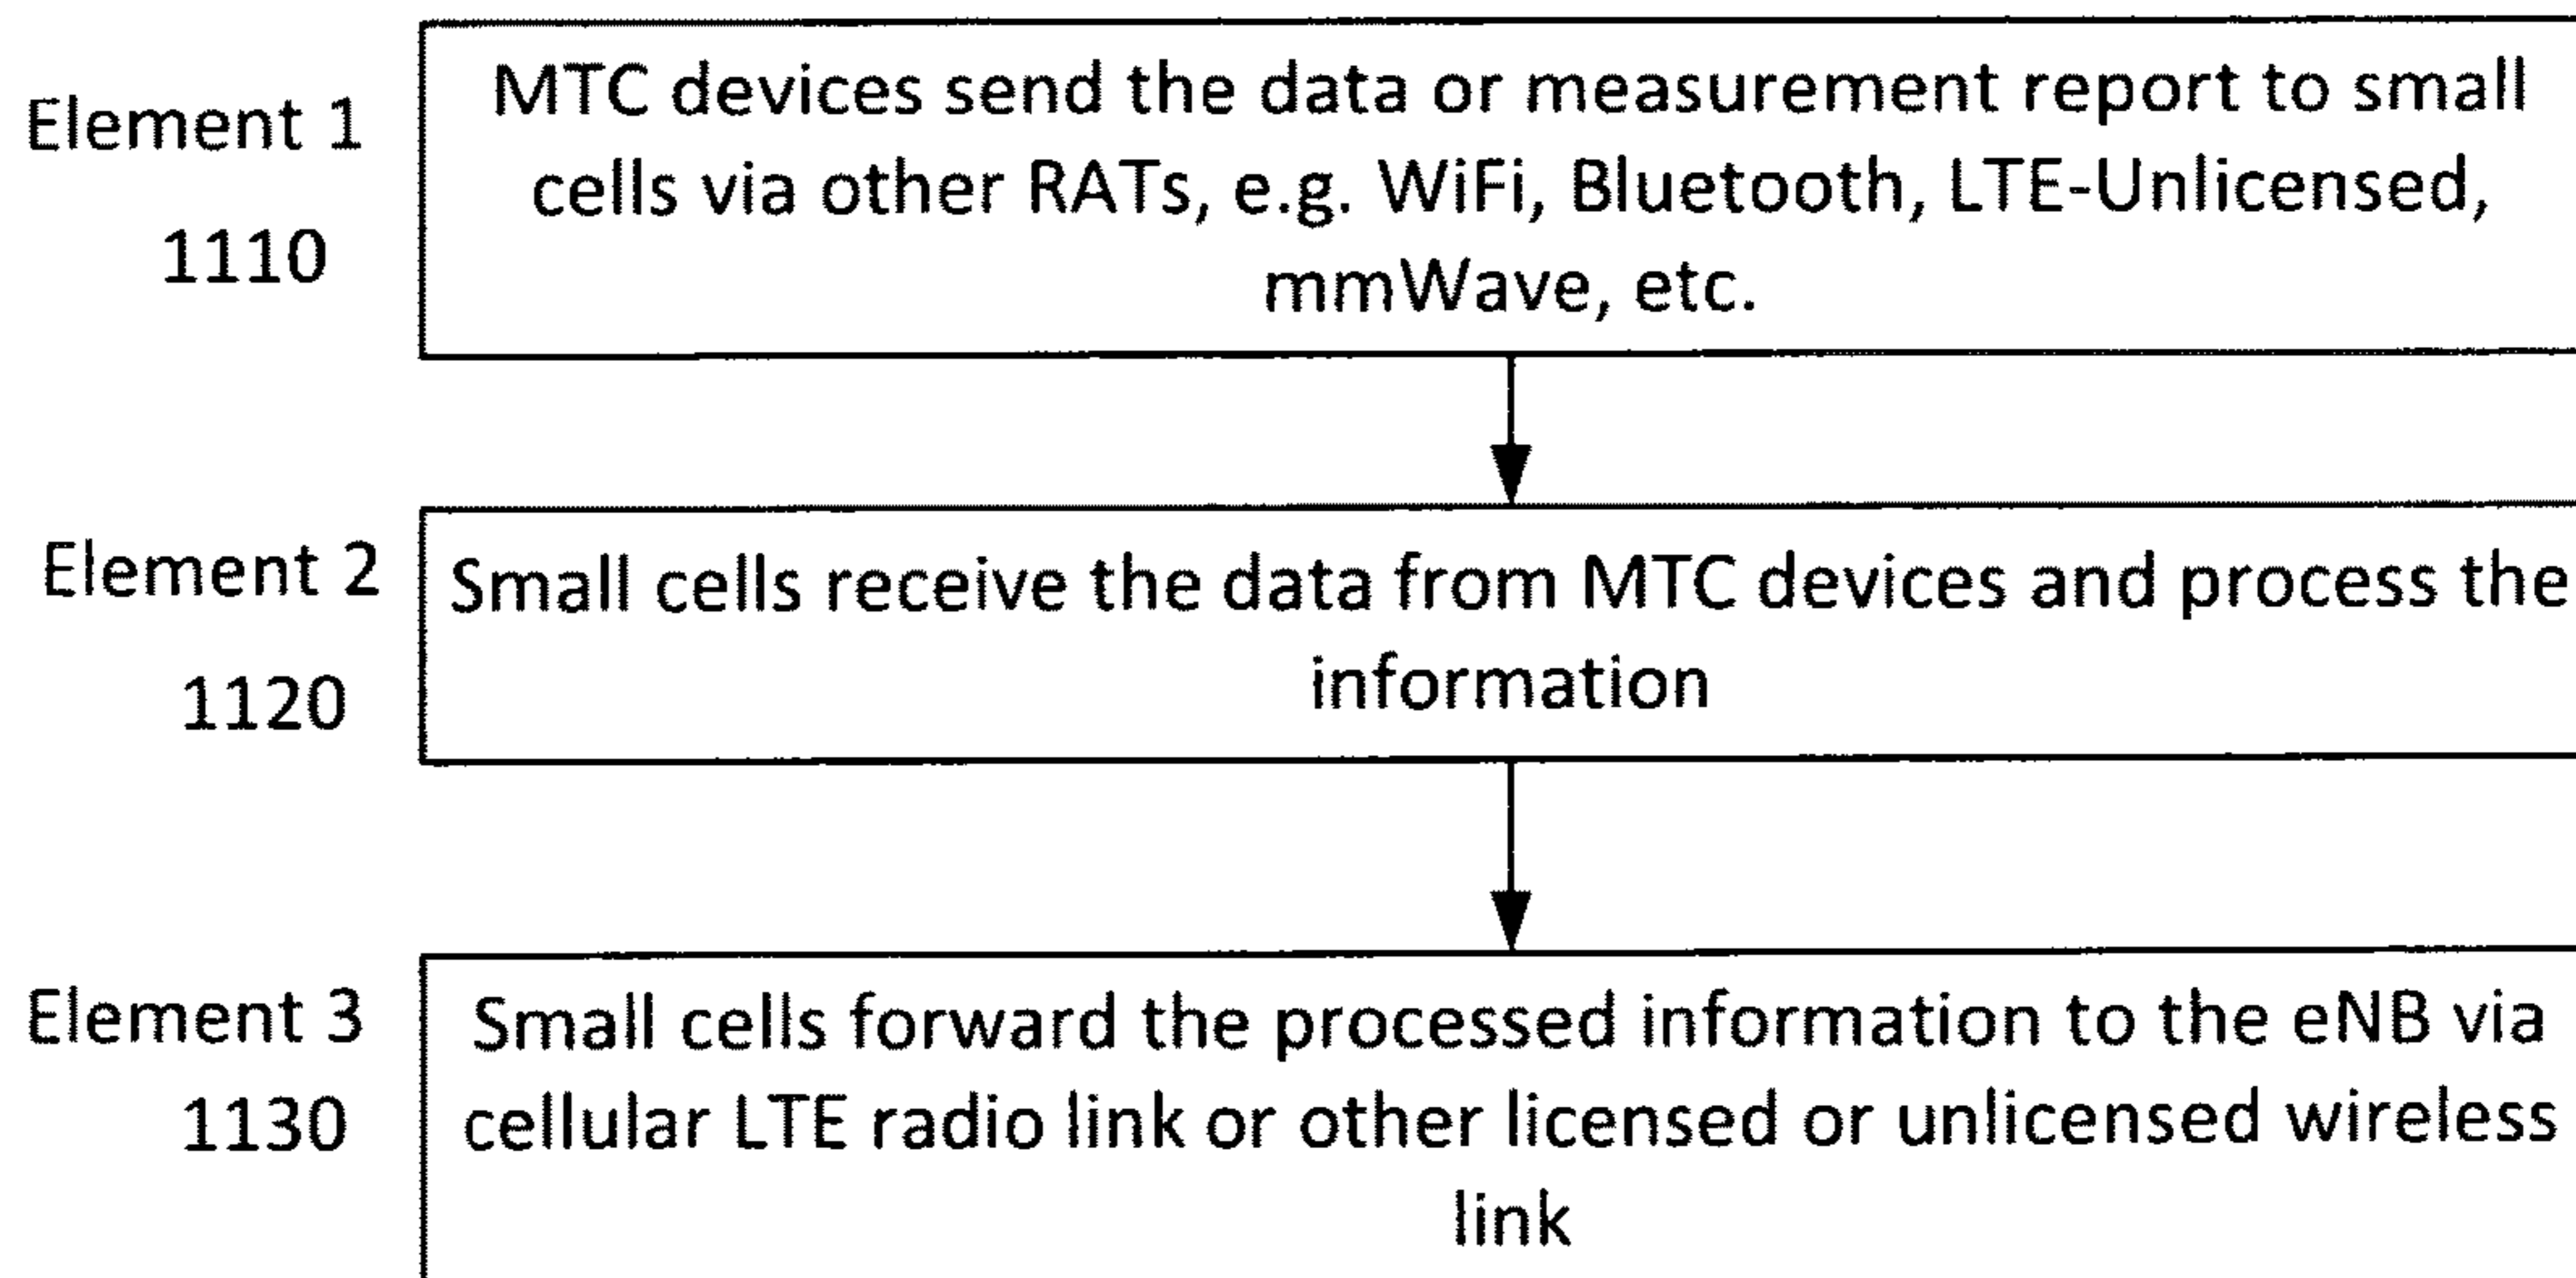 Element 1
1110
MTC devices send the data or measurement report to small
cells via other RATs, e.g. WiFi, Bluetooth, LTE-Unlicensed,
mmWave, etc.
Element 2
1120
Small cells receive the data from MTC devices and process the
information
Element 3
1130
Small cells forward the processed information to the eNB via
cellular LTE radio link or other licensed or unlicensed wireless
link